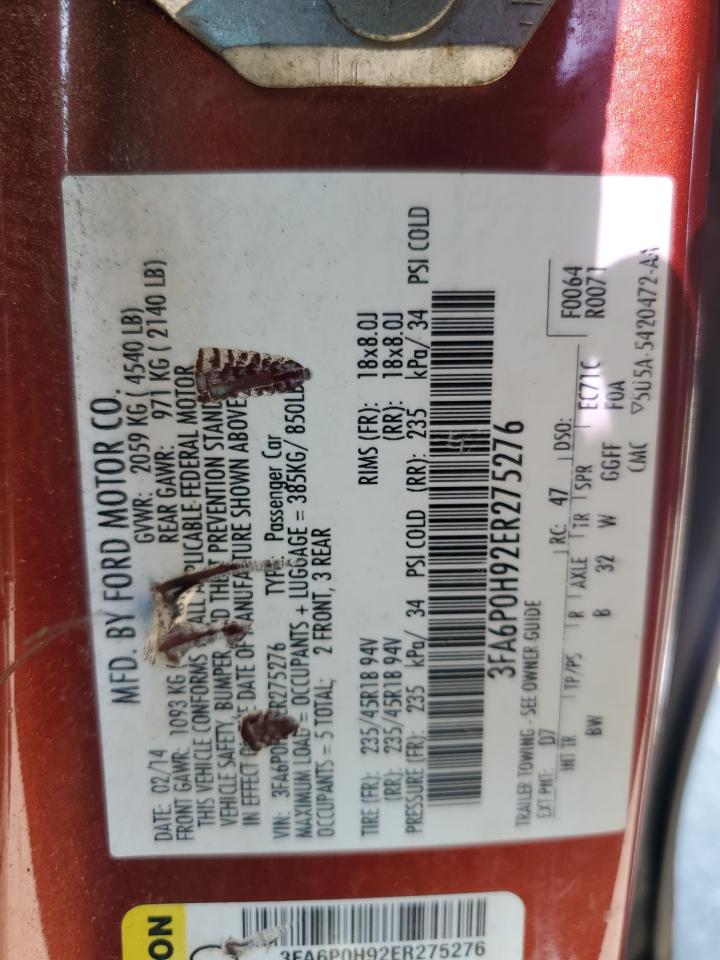 MFD. BY FORD MOTOR CO.
DATE: 02/14 GVWR: 2059 KG ( 4540 LB)
FRONT GAWR: 1093 KG REAR GAWR: 971 KG ( 2140 LB)
THIS VEHICLE CONFORMS ALL APPLICABLE FEDERAL MOTOR
VEHICLE SAFETY, BUMPER, AND THEFT PREVENTION
IN EFFECT DATE OF MANUFACTURE SHOWN ABOVE
VIN: 3FA6P0H92ER275276 TYPE: Passenger Car
MAXIMUM LOAD = OCCUPANTS + LUGGAGE = 385KG/ 850LB
OCCUPANTS = 5 TOTAL; 2 FRONT, 3 REAR
TIRE (FR): 235/45R18 94V RIMS (FR): 18x8.0J
(RR): 235/45R18 94V (RR): 18x8.0J
PRESSURE (FR): 235 kPa/ 34 PSI COLD (RR): 235 kPa/ 34 PSI COLD
3FA6P0H92ER275276
TRAILER TOWING - SEE OWNER GUIDE
EXT PNT: D7 RC: 47 DSO: F0064
R0071
INT TR TP/PS R AXLE TR SPR EC71C
BW B 32 W GGFF F0A
CMC ▽5U5A-5420472-AA
ON
3FA6P0H92ER275276